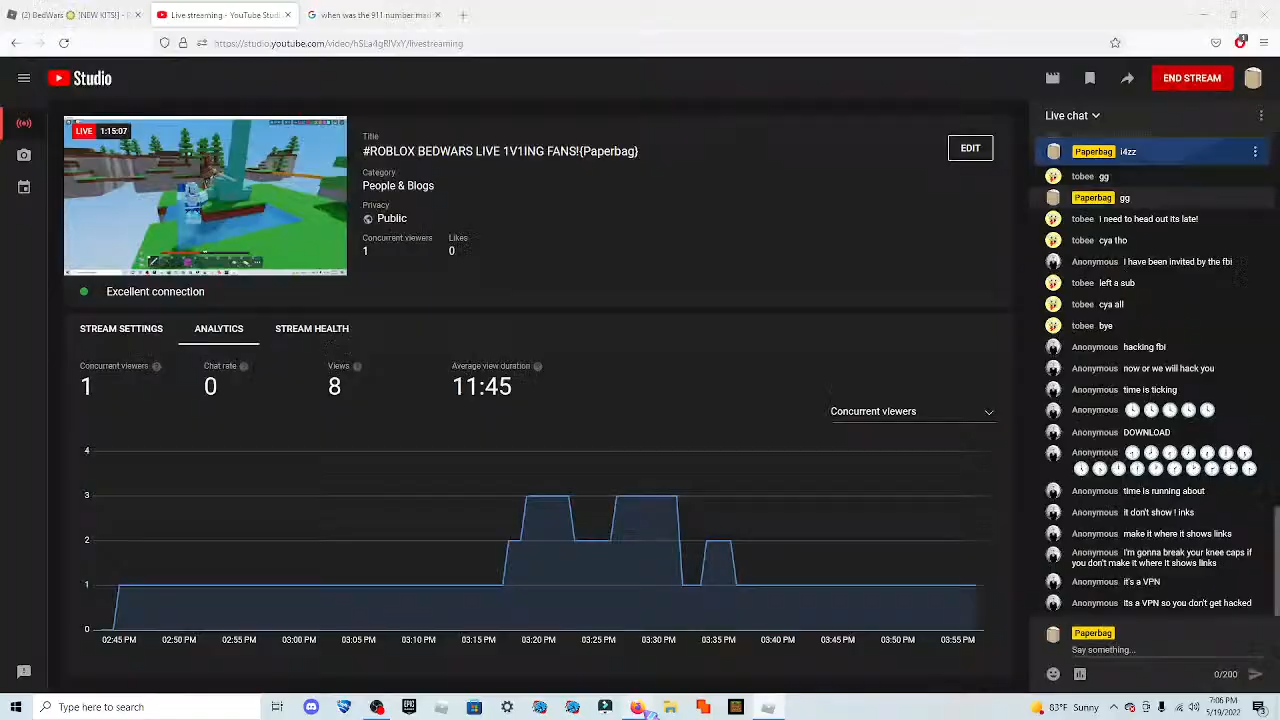 (2) BedWars [NEW KITS!] - E
Live streaming - YouTube Studi
when was the 911 number mad
https://studio.youtube.com/video/hSLa4gRlVxY/livestreaming
Studio
END STREAM
LIVE 1:15:07
Title
#ROBLOX BEDWARS LIVE 1V1ING FANS!{Paperbag}
EDIT
Category
People & Blogs
Privacy
Public
Concurrent viewers
Likes
1
0
Excellent connection
STREAM SETTINGS
ANALYTICS
STREAM HEALTH
Concurrent viewers
Chat rate
Views
Average view duration
1
0
8
11:45
Concurrent viewers
4
3
2
1
0
02:45 PM
02:50 PM
02:55 PM
03:00 PM
03:05 PM
03:10 PM
03:15 PM
03:20 PM
03:25 PM
03:30 PM
03:35 PM
03:40 PM
03:45 PM
03:50 PM
03:55 PM
Live chat
Paperbag i4zz
tobee gg
Paperbag gg
tobee I need to head out its late!
tobee cya tho
Anonymous I have been invited by the fbi
tobee left a sub
tobee cya all
tobee bye
Anonymous hacking fbi
Anonymous now or we will hack you
Anonymous time is ticking
Anonymous
Anonymous DOWNLOAD
Anonymous
Anonymous time is running about
Anonymous it don't show ! inks
Anonymous make it where it shows links
Anonymous I'm gonna break your knee caps if
you don't make it where it shows links
Anonymous it's a VPN
Anonymous its a VPN so you don't get hacked
Paperbag
Say something...
0/200
Type here to search
83°F Sunny
7:06 PM